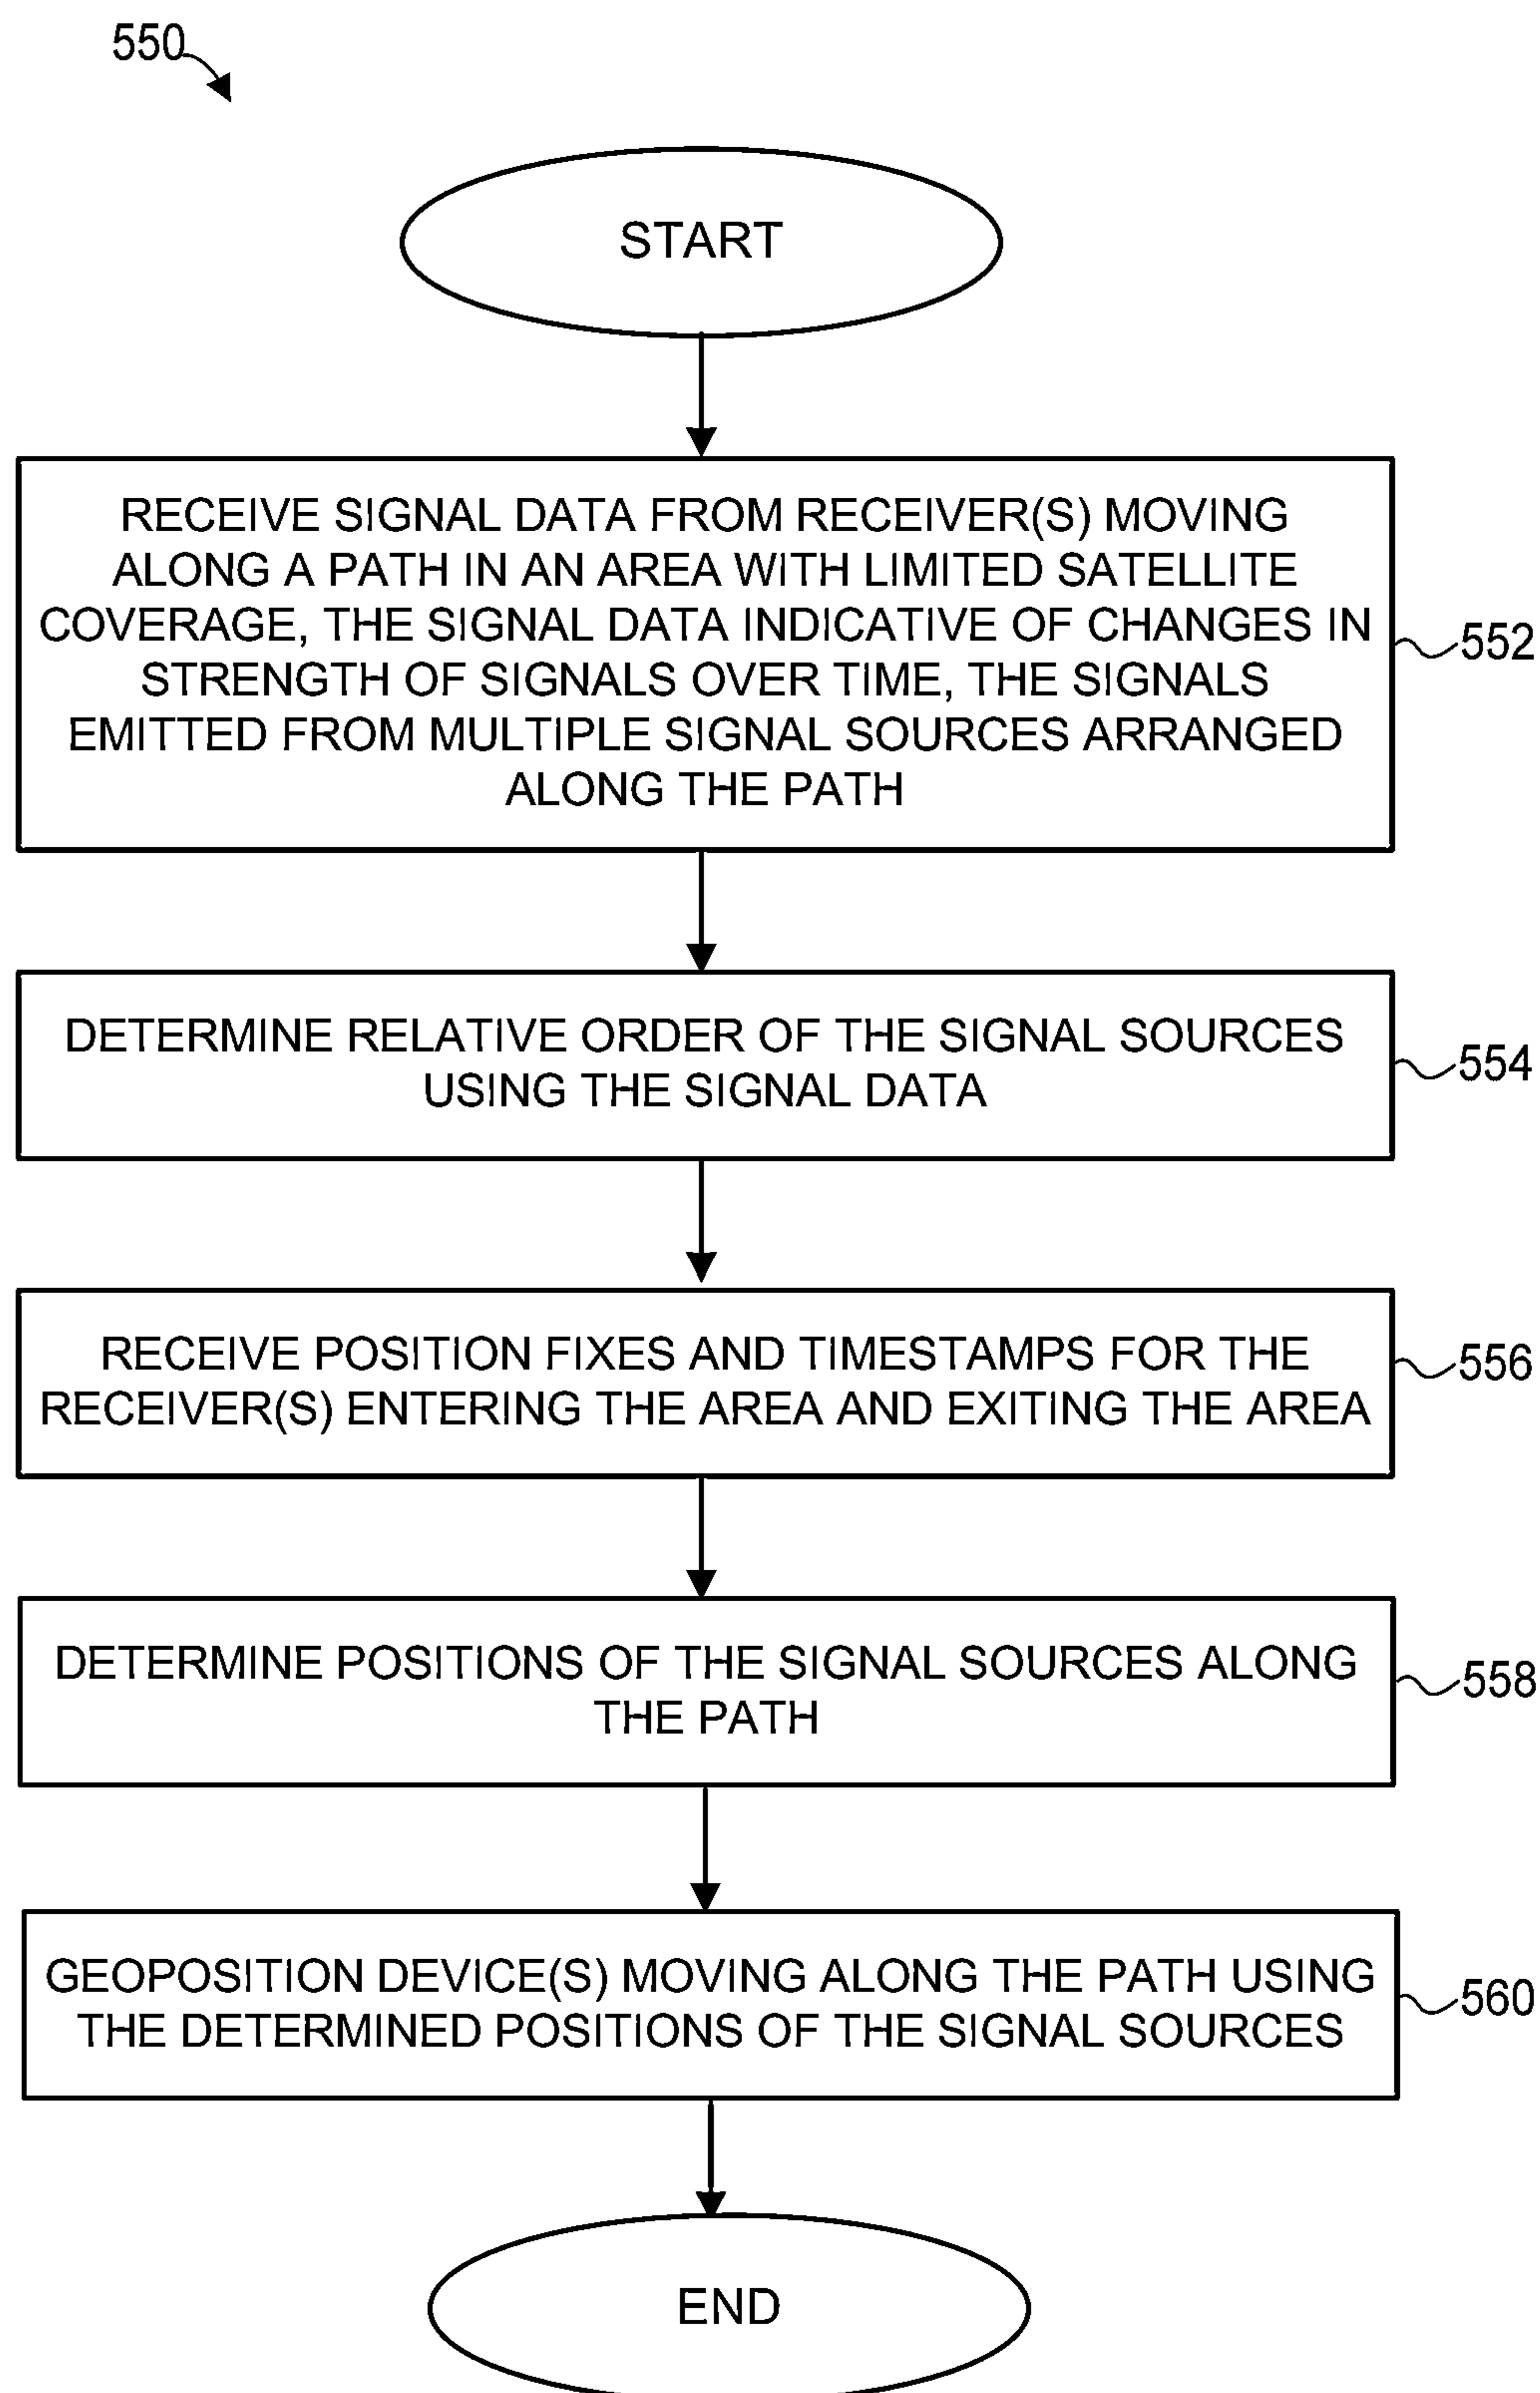 550
START
RECEIVE SIGNAL DATA FROM RECEIVER(S) MOVING
ALONG A PATH IN AN AREA WITH LIMITED SATELLITE
COVERAGE, THE SIGNAL DATA INDICATIVE OF CHANGES IN
STRENGTH OF SIGNALS OVER TIME, THE SIGNALS
EMITTED FROM MULTIPLE SIGNAL SOURCES ARRANGED
ALONG THE PATH
552
DETERMINE RELATIVE ORDER OF THE SIGNAL SOURCES
USING THE SIGNAL DATA
554
RECEIVE POSITION FIXES AND TIMESTAMPS FOR THE
RECEIVER(S) ENTERING THE AREA AND EXITING THE AREA
556
DETERMINE POSITIONS OF THE SIGNAL SOURCES ALONG
THE PATH
558
GEOPOSITION DEVICE(S) MOVING ALONG THE PATH USING
THE DETERMINED POSITIONS OF THE SIGNAL SOURCES
560
END